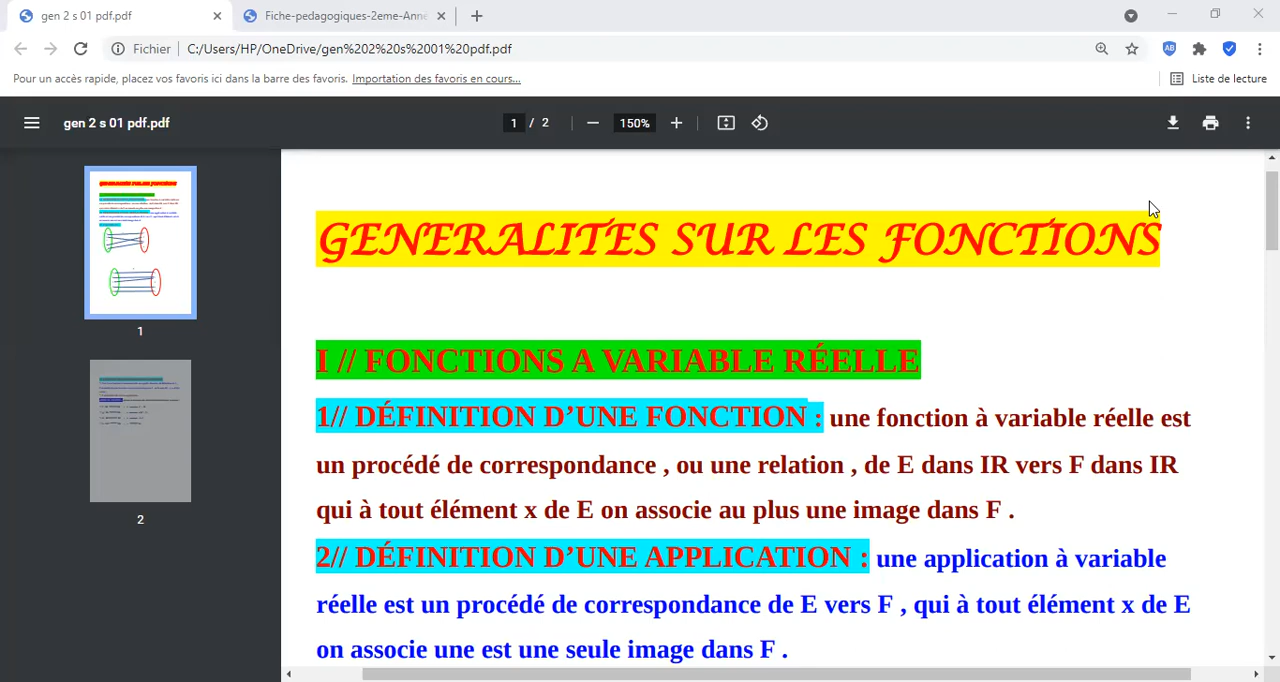 gen 2 s 01 pdf.pdf
Fiche-pedagogiques-2eme-Anné
Fichier
C:/Users/HP/OneDrive/gen%202%20s%2001%20pdf.pdf
AB
Pour un accès rapide, placez vos favoris ici dans la barre des favoris. Importation des favoris en cours...
Liste de lecture
gen 2 s 01 pdf.pdf
1 / 2
150%
GENERALITES SUR LES FONCTIONS
I // FONCTIONS A VARIABLE RÉELLE
1// DÉFINITION D’UNE FONCTION : une fonction à variable réelle est
un procédé de correspondance , ou une relation , de E dans IR vers F dans IR
qui à tout élément x de E on associe au plus une image dans F .
2// DÉFINITION D’UNE APPLICATION : une application à variable
réelle est un procédé de correspondance de E vers F , qui à tout élément x de E
on associe une est une seule image dans F .
1
2